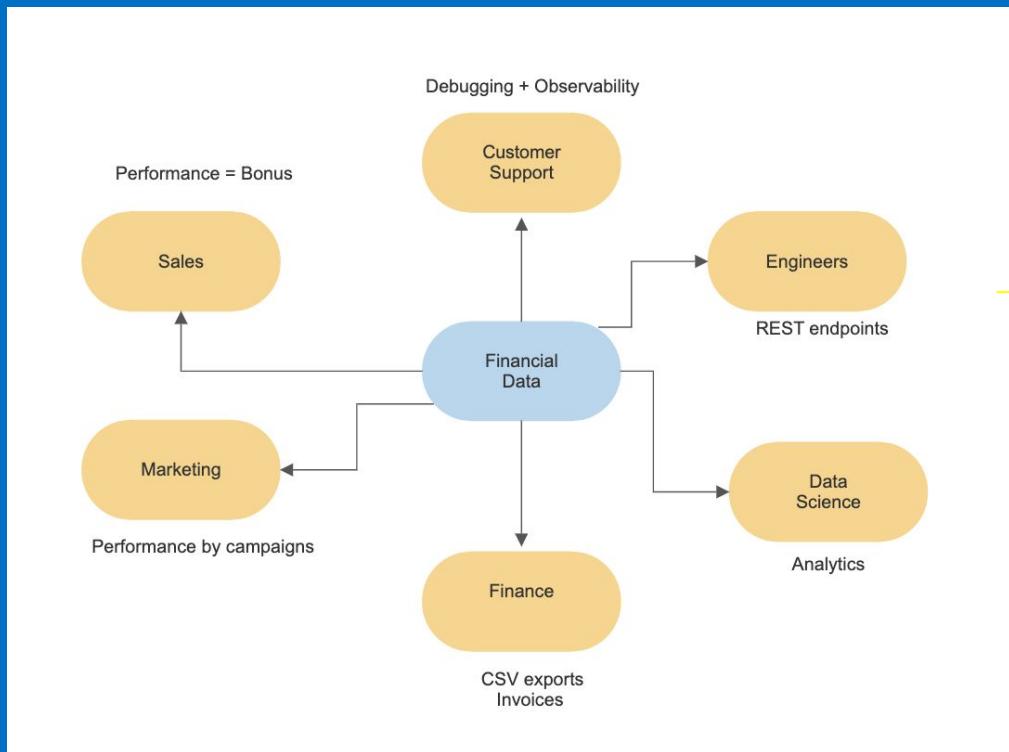 Debugging + Observability
Customer
Support
Performance = Bonus
Sales
Engineers
REST endpoints
Financial
Data
Marketing
Performance by campaigns
Data
Science
Analytics
Finance
CSV exports
Invoices